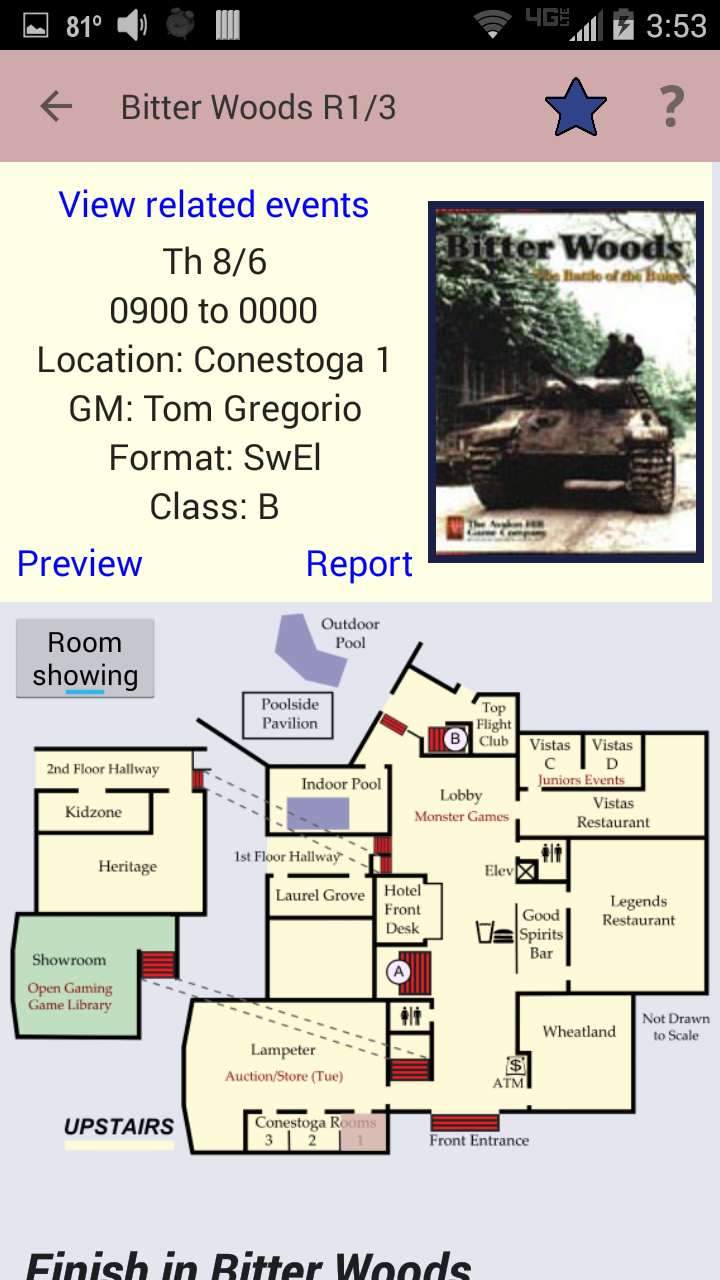 81°
4G LTE
3:53
Bitter Woods R1/3
?
View related events
Th 8/6
0900 to 0000
Location: Conestoga 1
GM: Tom Gregorio
Format: SwEl
Class: B
Preview
Report
Bitter Woods
The Battle of the Bulge
The Avalon Hill
Game Company
Room
showing
Outdoor
Pool
Poolside
Pavilion
Top
Flight
Club
B
Vistas
C
Vistas
D
Juniors Events
Vistas
Restaurant
2nd Floor Hallway
Indoor Pool
Lobby
Monster Games
Kidzone
Heritage
1st Floor Hallway
Elev
Laurel Grove
Hotel
Front
Desk
Legends
Restaurant
Good
Spirits
Bar
Showroom
Open Gaming
Game Library
A
Not Drawn
to Scale
Wheatland
Lampeter
Auction/Store (Tue)
$
ATM
UPSTAIRS
Conestoga Rooms
3 2 1
Front Entrance
Finish in Bitter Woods